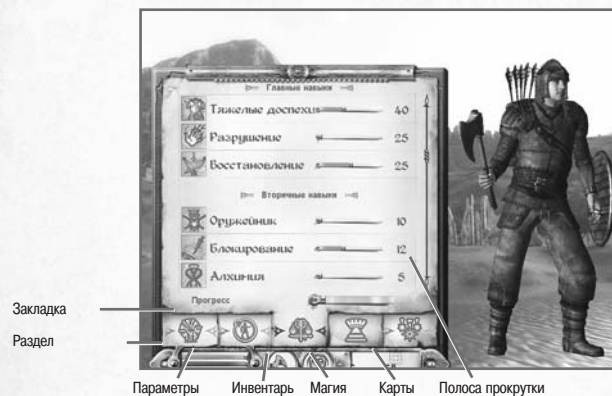 Главные навыки
Тяжелые доспехи 40
Разрушение 25
Восстановление 25
Вторичные навыки
Оружейник 10
Блокирование 12
Алхимия 5
Прогресс
Закладка
Раздел
Параметры Инвентарь Магия Карты Полоса прокрутки